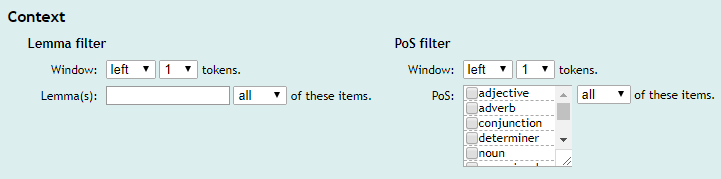 Context
Lemma filter
Window: left 1 tokens.
Lemma(s): all of these items.
PoS filter
Window: left 1 tokens.
PoS: all of these items.
adjective
adverb
conjunction
determiner
noun